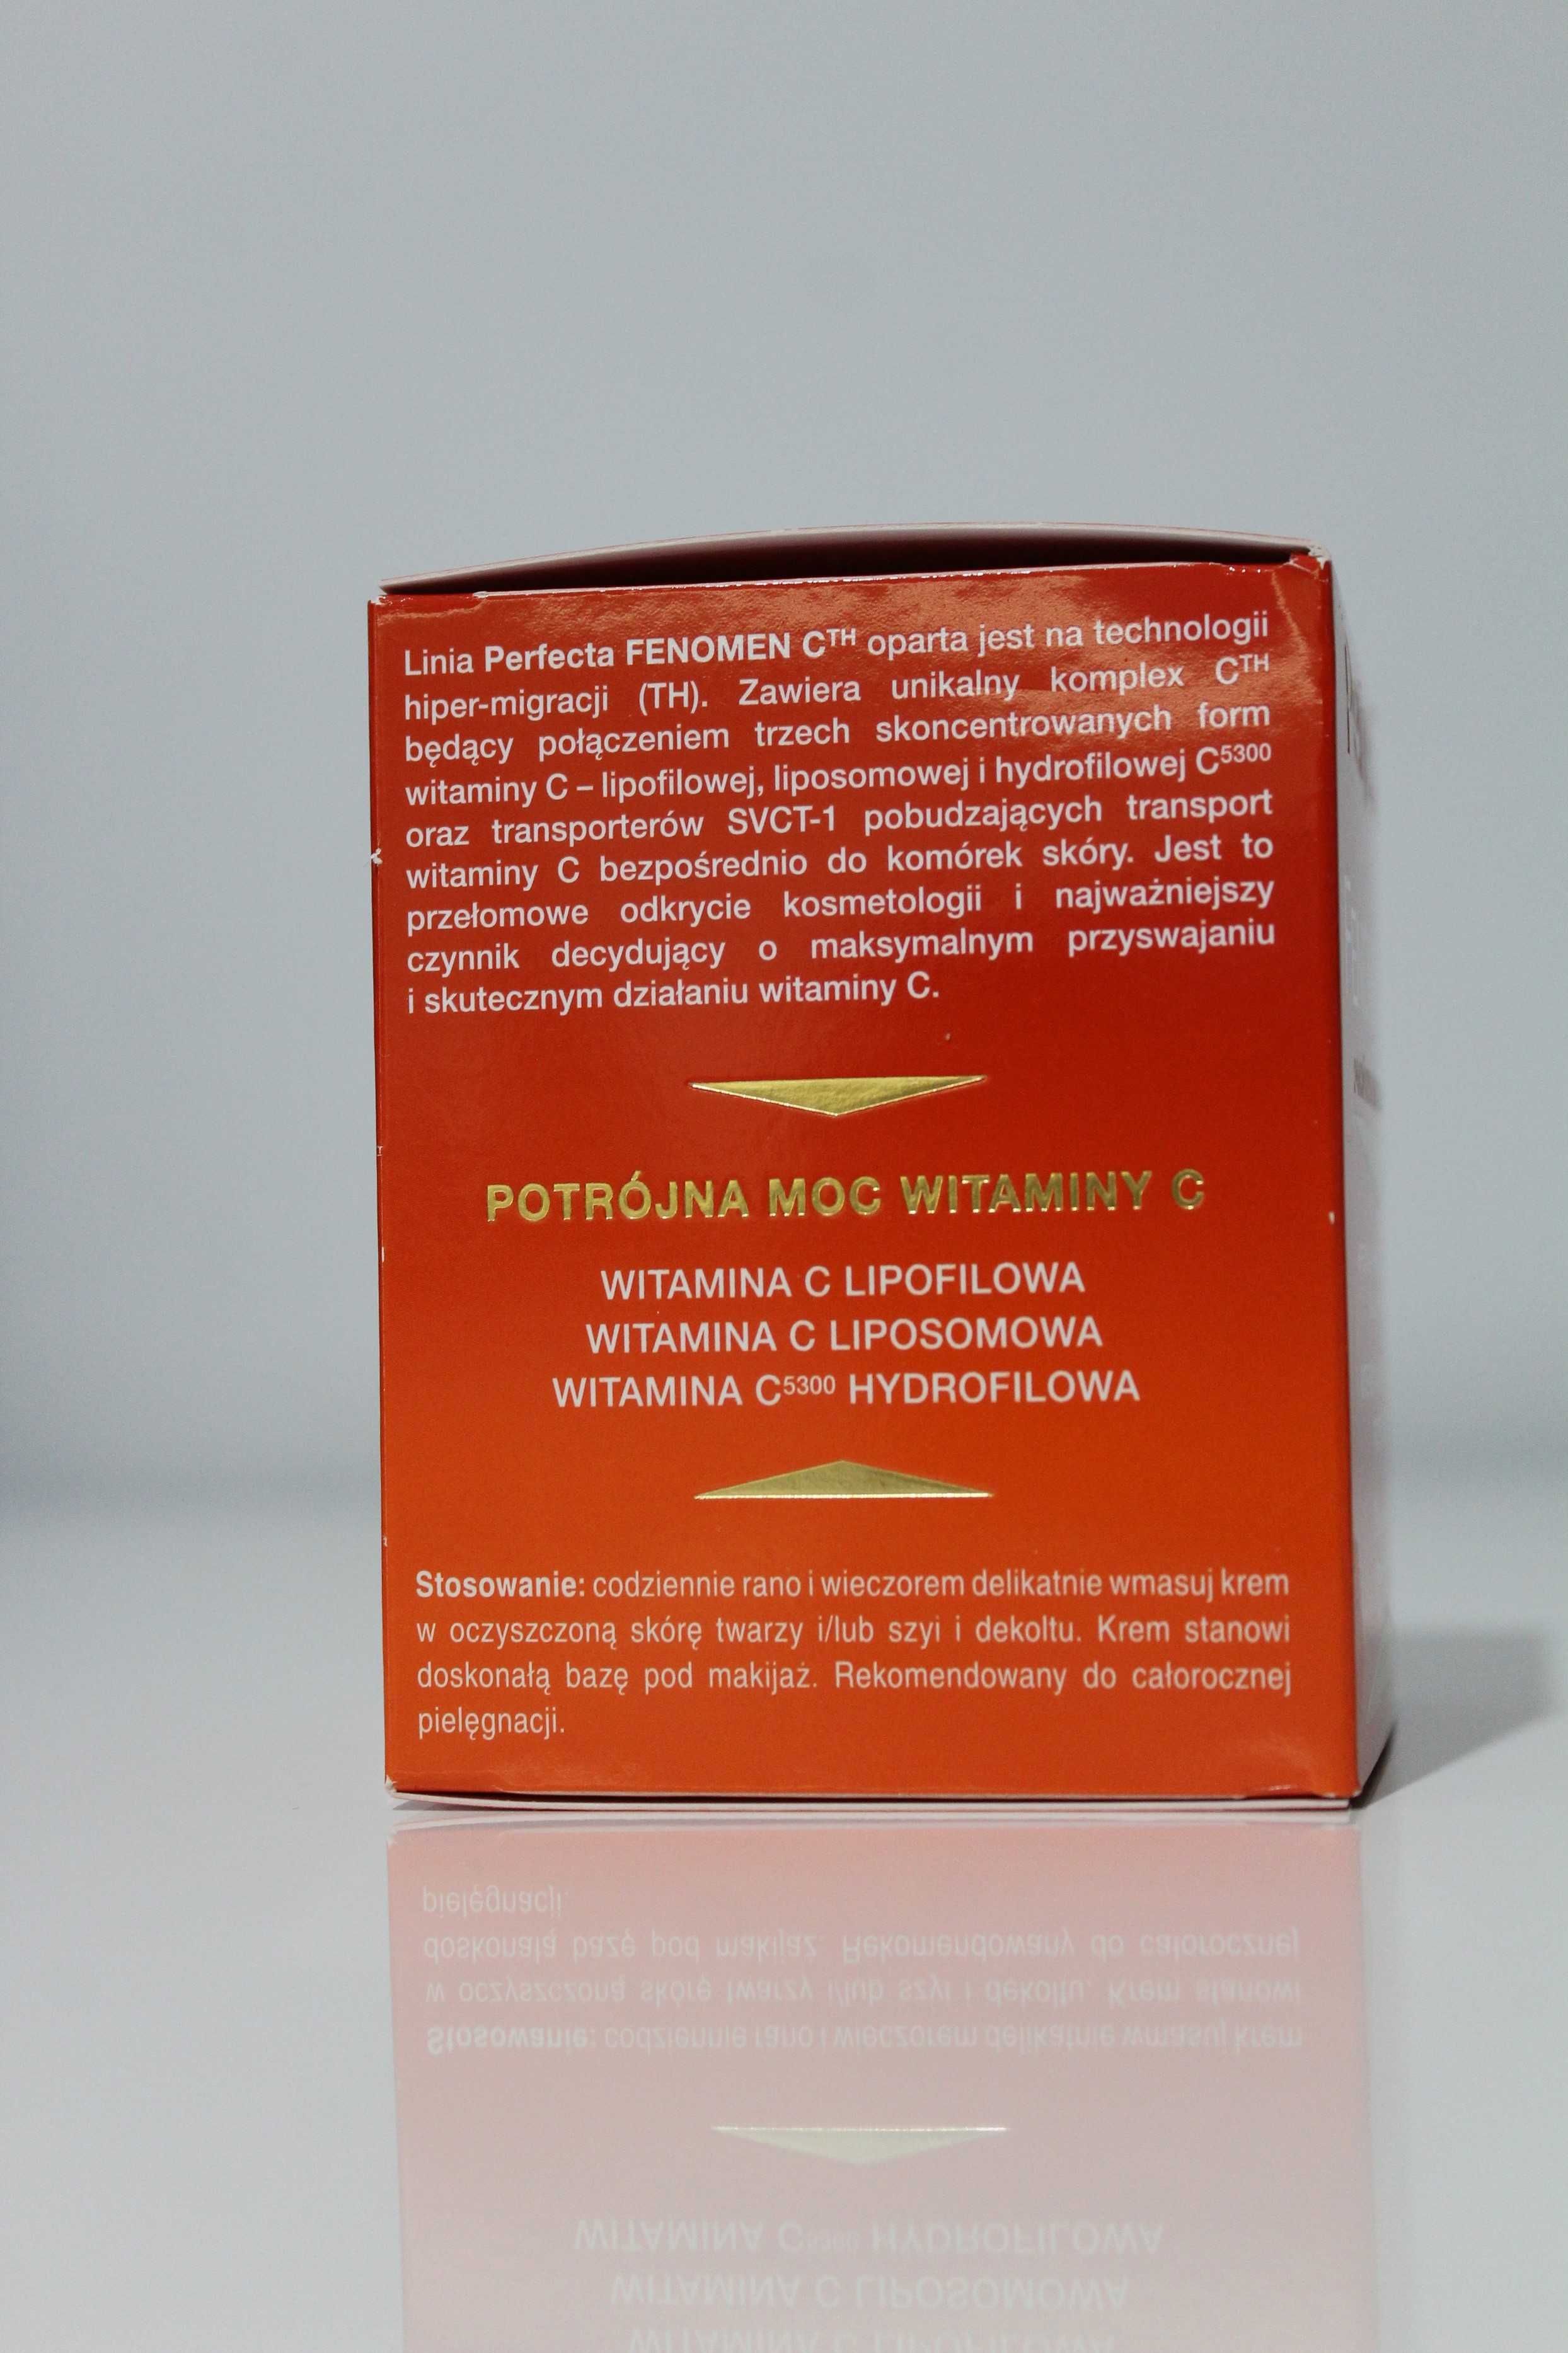 Linia Perfecta FENOMEN Cᵀᴴ oparta jest na technologii
hiper-migracji (TH). Zawiera unikalny komplex Cᵀᴴ
będący połączeniem trzech skoncentrowanych form
witaminy C – lipofilowej, liposomowej i hydrofilowej C⁵³⁰⁰
oraz transporterów SVCT-1 pobudzających transport
witaminy C bezpośrednio do komórek skóry. Jest to
przełomowe odkrycie kosmetologii i najważniejszy
czynnik decydujący o maksymalnym przyswajaniu
i skutecznym działaniu witaminy C.
POTRÓJNA MOC WITAMINY C
WITAMINA C LIPOFILOWA
WITAMINA C LIPOSOMOWA
WITAMINA C⁵³⁰⁰ HYDROFILOWA
Stosowanie: codziennie rano i wieczorem delikatnie wmasuj krem
w oczyszczoną skórę twarzy i/lub szyi i dekoltu. Krem stanowi
doskonałą bazę pod makijaż. Rekomendowany do całorocznej
pielęgnacji.